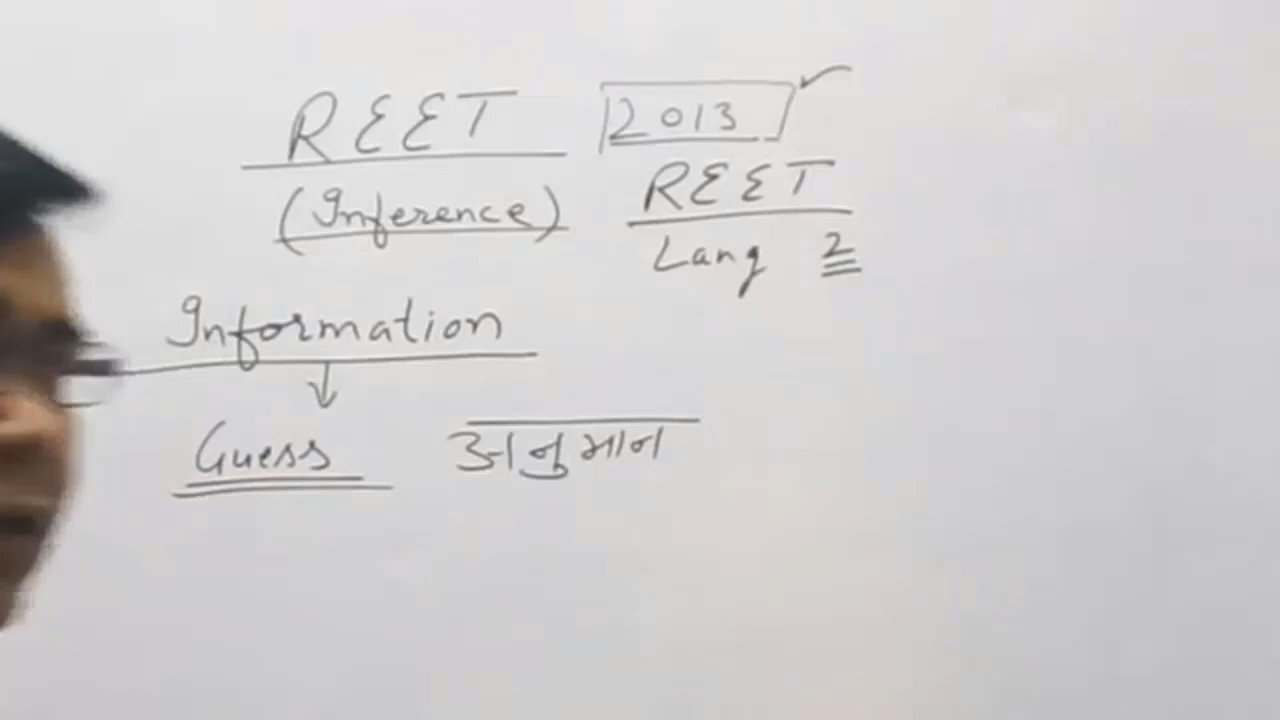 REET 2013
(Inference) REET
Lang 2
Information
↓
Guess अनुमान